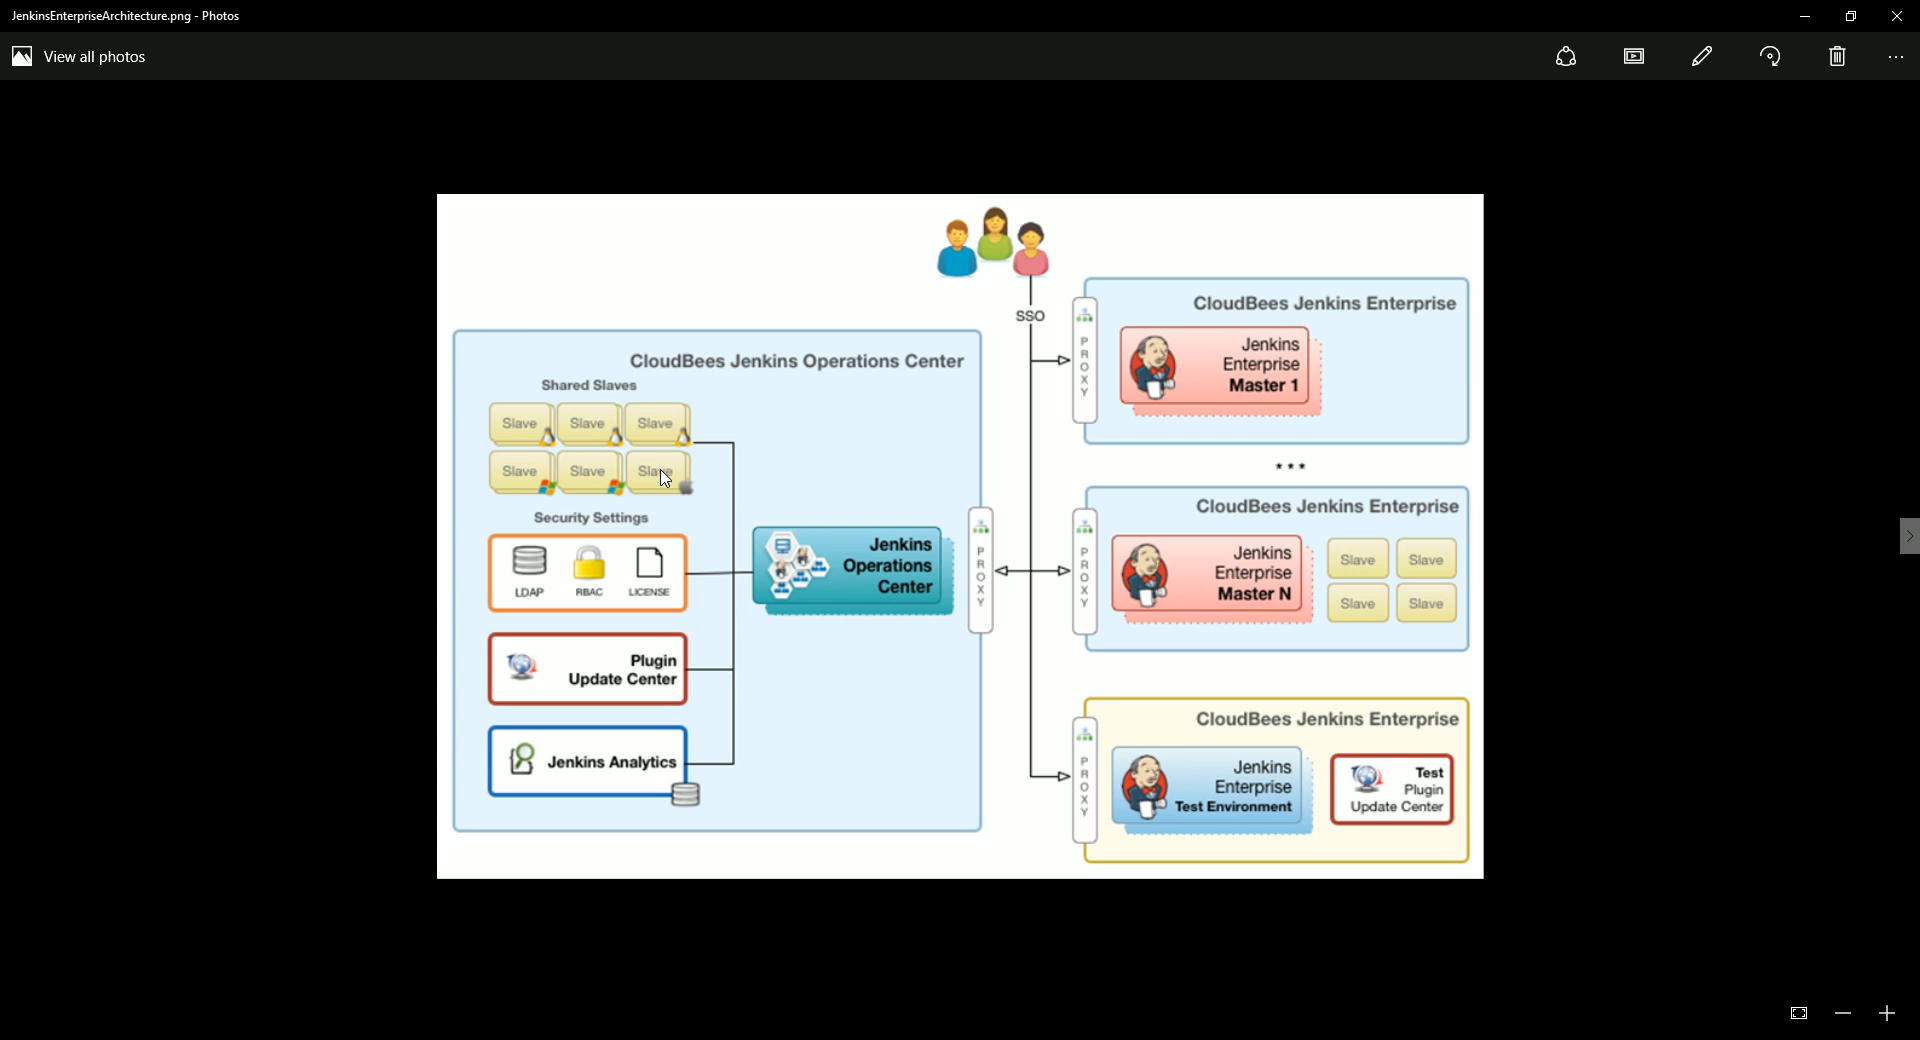 JenkinsEnterpriseArchitecture.png - Photos
View all photos
SSO
CloudBees Jenkins Operations Center
Shared Slaves
Slave Slave Slave
Slave Slave Slave
Security Settings
LDAP RBAC LICENSE
Plugin
Update Center
Jenkins Analytics
Jenkins
Operations
Center
PROXY
CloudBees Jenkins Enterprise
PROXY
Jenkins
Enterprise
Master 1
CloudBees Jenkins Enterprise
PROXY
Jenkins
Enterprise
Master N
Slave Slave
Slave Slave
CloudBees Jenkins Enterprise
PROXY
Jenkins
Enterprise
Test Environment
Test
Plugin
Update Center